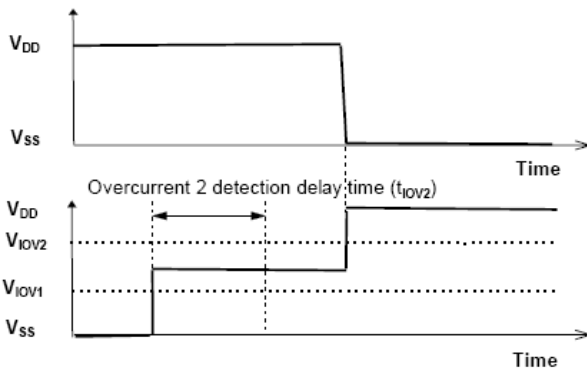 VDD
VSS
Time
Overcurrent 2 detection delay time (tIOV2)
VDD
VIOV2
VIOV1
VSS
Time